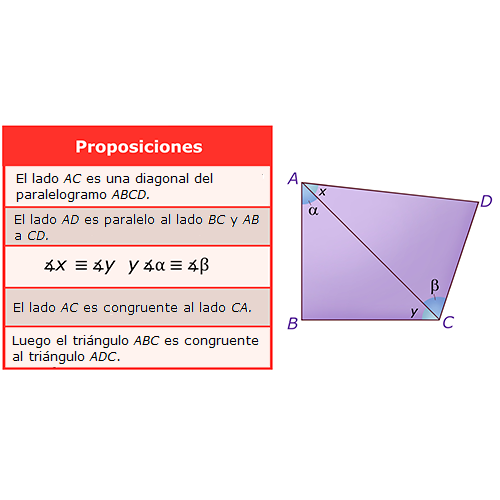 Proposiciones
El lado AC es una diagonal del
paralelogramo ABCD.
El lado AD es paralelo al lado BC y AB
a CD.
∡x ≡ ∡y y ∡α ≡ ∡β
El lado AC es congruente al lado CA.
Luego el triángulo ABC es congruente
al triángulo ADC.
A
x
α
D
β
y
B
C